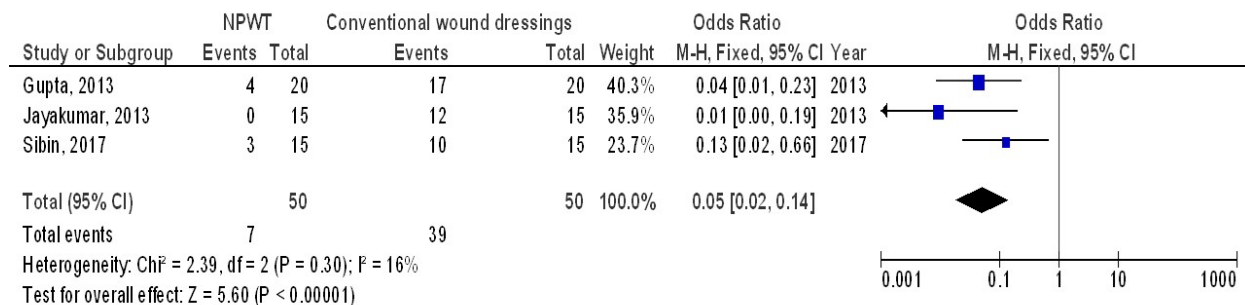 NPWT Conventional wound dressings Odds Ratio Odds Ratio
Study or Subgroup Events Total Events Total Weight M-H, Fixed, 95% CI Year M-H, Fixed, 95% CI
Gupta, 2013 4 20 17 20 40.3% 0.04 [0.01, 0.23] 2013
Jayakumar, 2013 0 15 12 15 35.9% 0.01 [0.00, 0.19] 2013
Sibin, 2017 3 15 10 15 23.7% 0.13 [0.02, 0.66] 2017
Total (95% CI) 50 50 100.0% 0.05 [0.02, 0.14]
Total events 7 39
Heterogeneity: Chi² = 2.39, df = 2 (P = 0.30); I² = 16%
Test for overall effect: Z = 5.60 (P < 0.00001)
0.001 0.1 1 10 1000